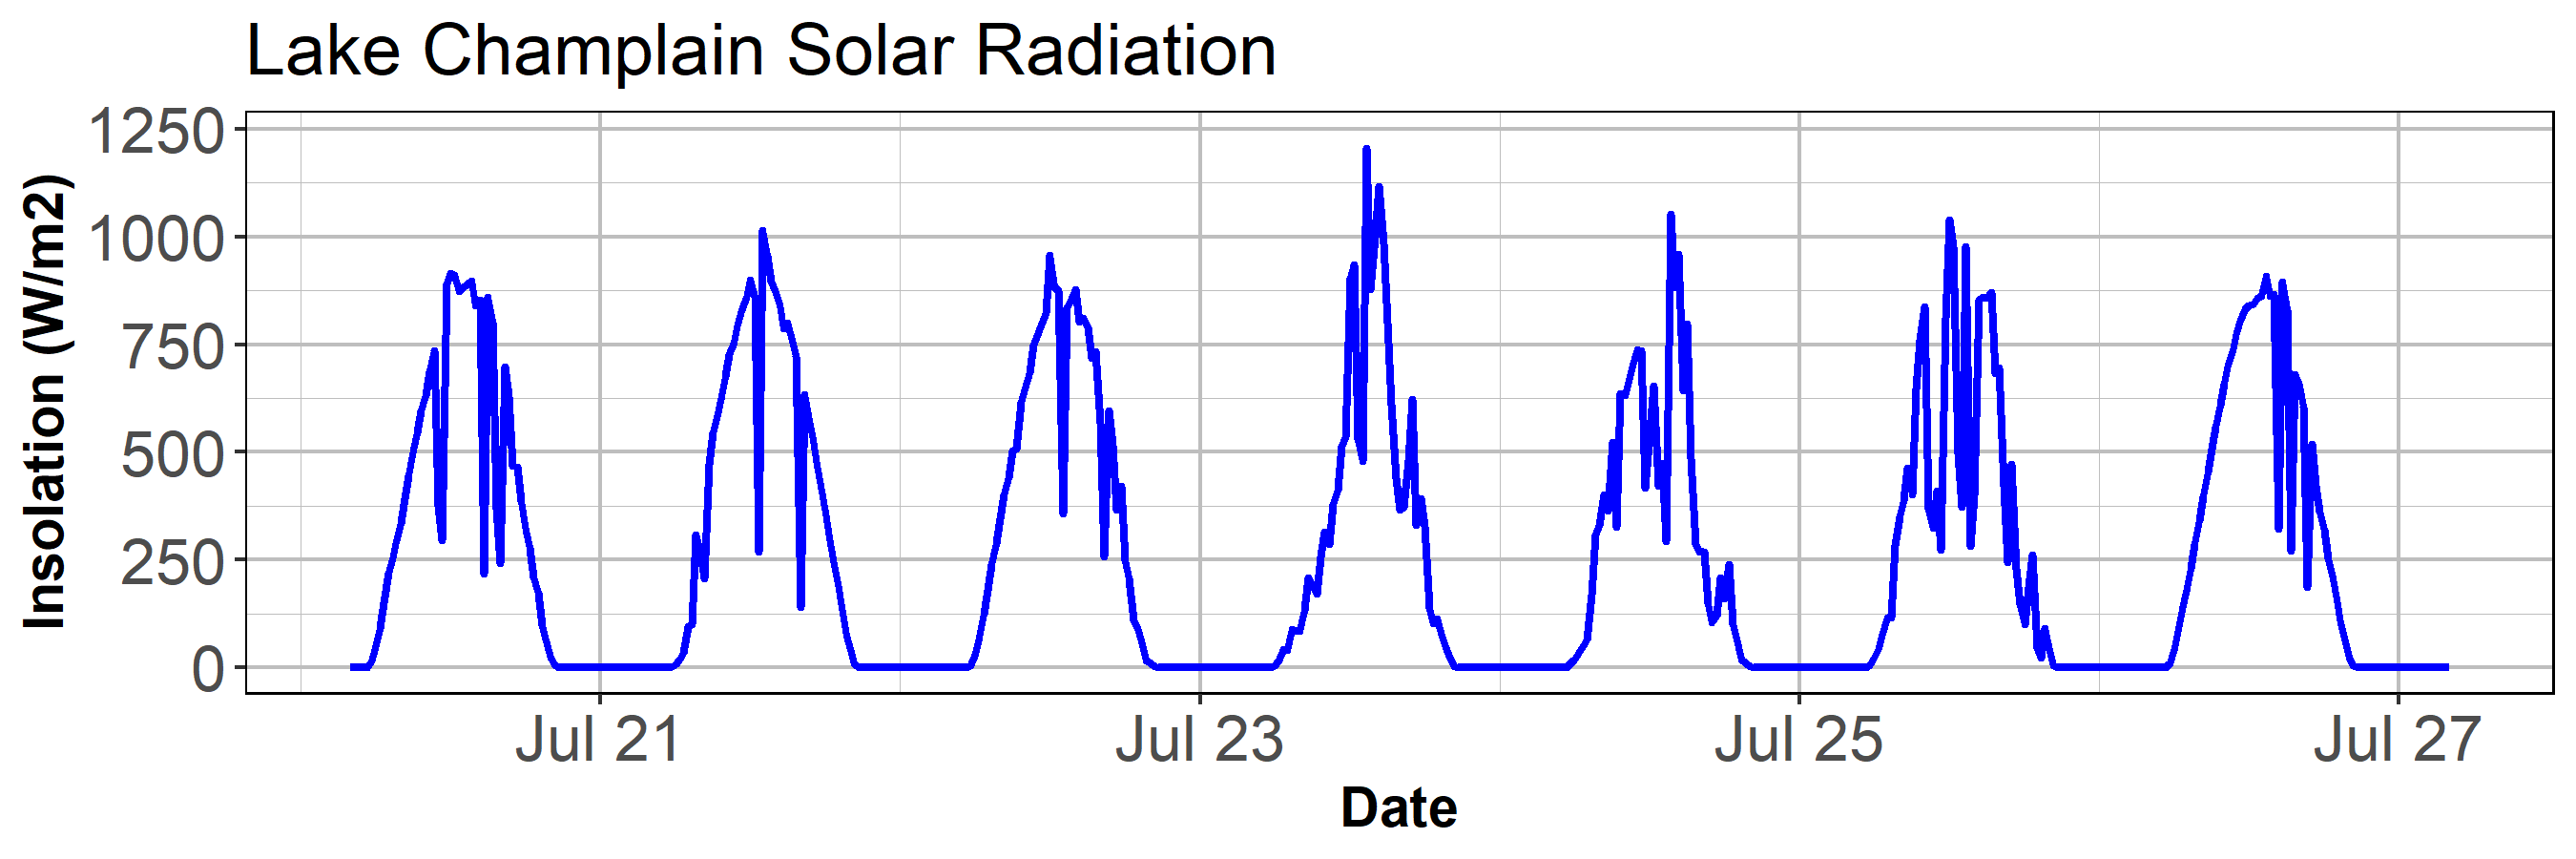 Lake Champlain Solar Radiation
Insolation (W/m2)
1250
1000
750
500
250
0
Jul 21
Jul 23
Jul 25
Jul 27
Date